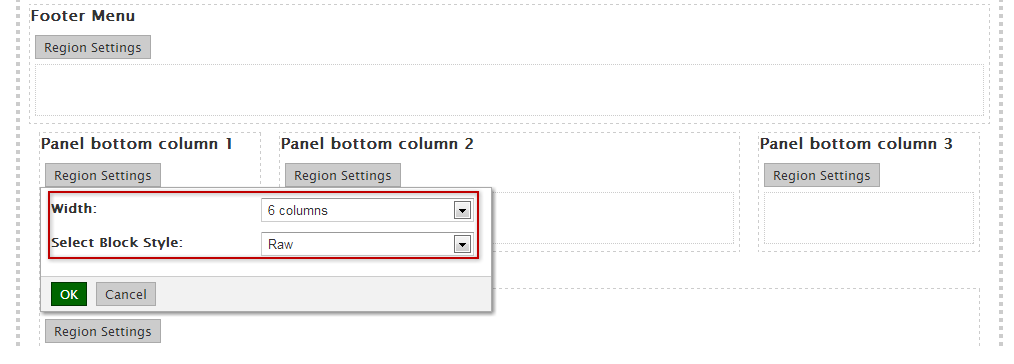 Footer Menu
Region Settings
Panel bottom column 1
Panel bottom column 2
Panel bottom column 3
Region Settings
Region Settings
Region Settings
Width:
6 columns
Select Block Style:
Raw
OK
Cancel
Region Settings